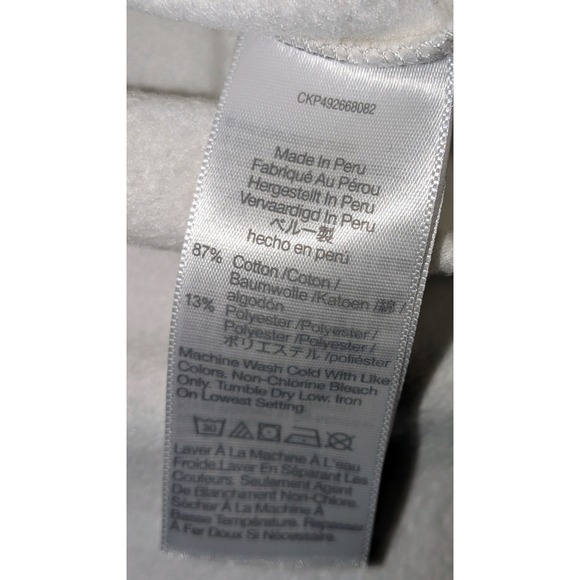 CKP492668082
Made In Peru
Fabriqué Au Pérou
Hergestellt In Peru
Vervaardigd In Peru
ペルー製
hecho en perú
87% Cotton /Coton /
Baumwolle /Katoen /綿 /
algodón
13% Polyester /Polyester /
Polyester /Polyester /
ポリエステル /poliéster
Machine Wash Cold With Like
Colors. Non-Chlorine Bleach
Only. Tumble Dry Low. Iron
On Lowest Setting.
Laver À La Machine À L'eau
Froide.Laver En Séparant Les
Couleurs. Seulement Agent
De Blanchiment Non-Chlore.
Sécher À La Machine À
Basse Température. Repasser
À Fer Doux Si Nécessaire.